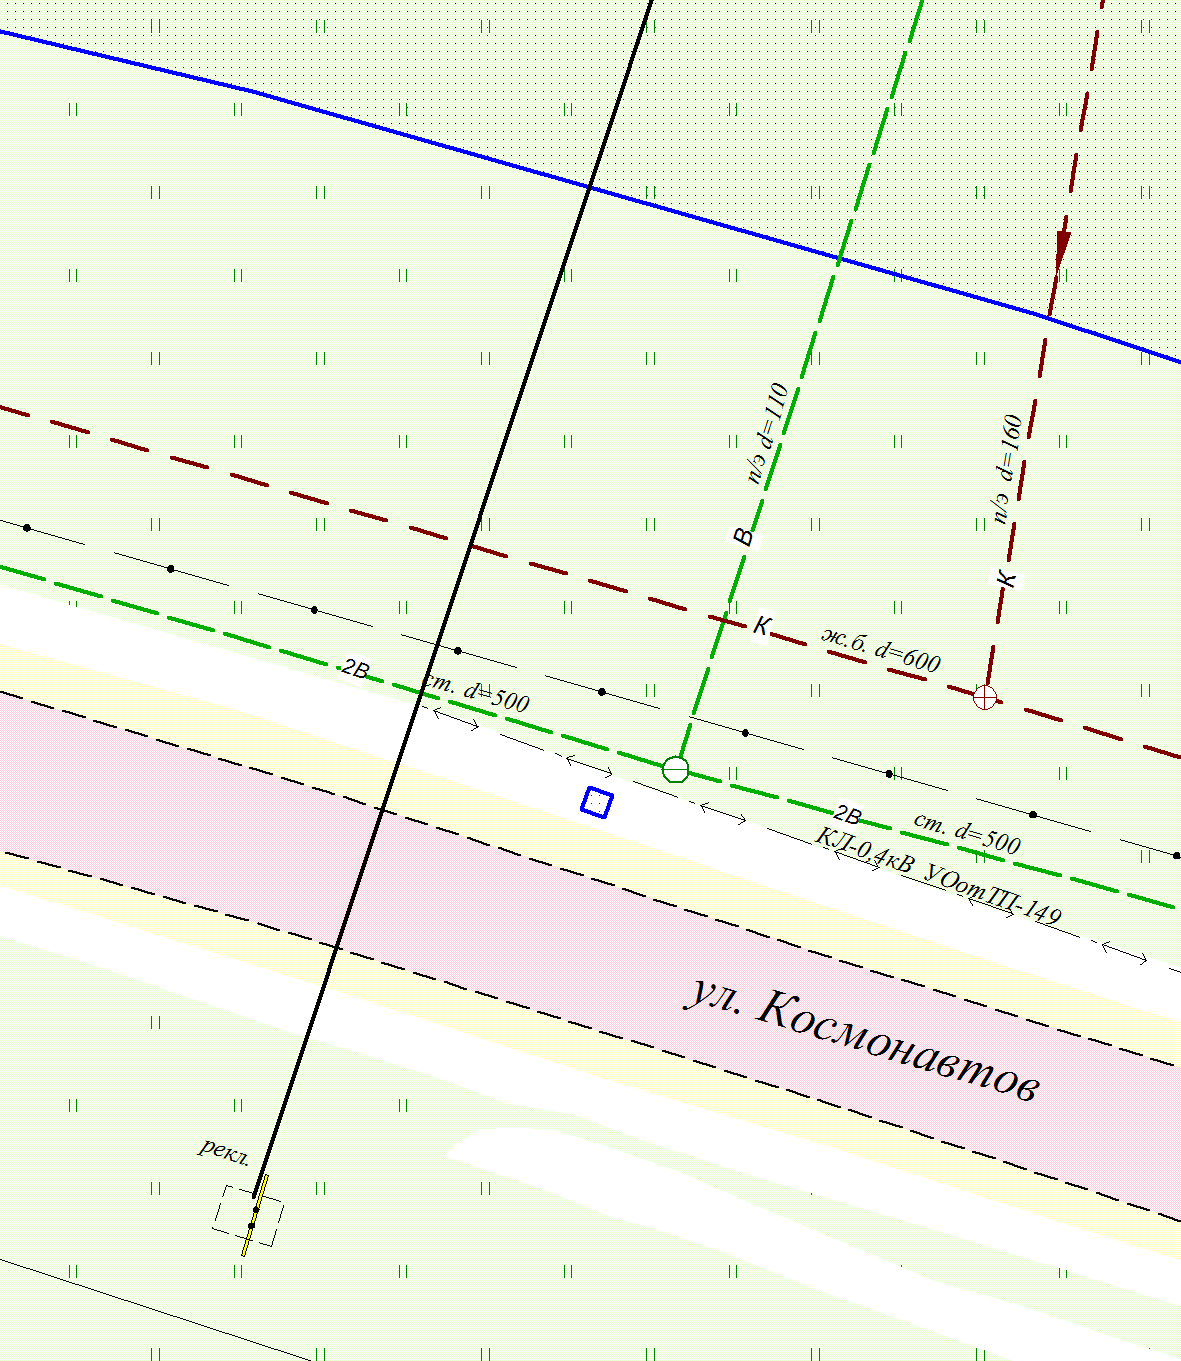 п/э d=110
п/э d=160
В
К
К
ж.б. d=600
2В
ст. d=500
2В
ст. d=500
КЛ-0,4кВ УОотТП-149
ул. Космонавтов
рекл.